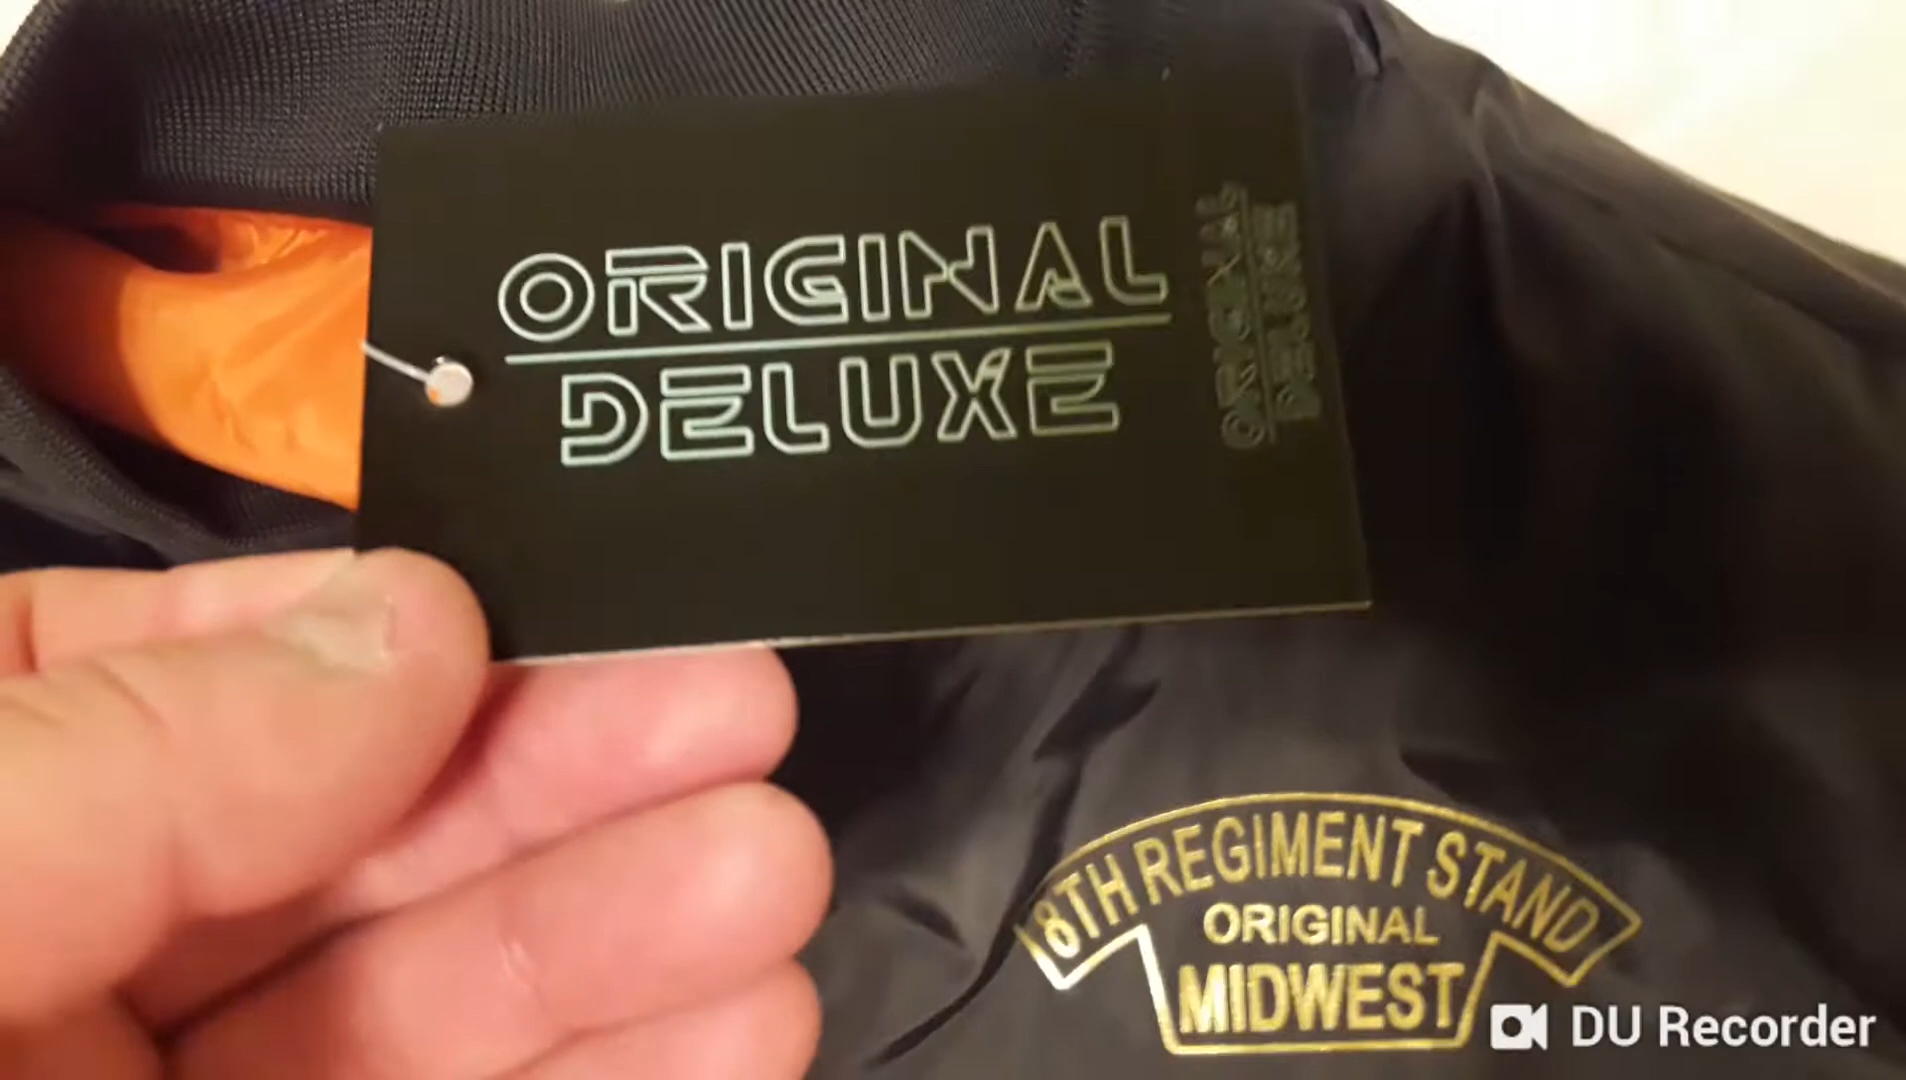 ORIGINAL
DELUXE
ORIGINAL
DELUXE
8TH REGIMENT STAND
ORIGINAL
MIDWEST
DU Recorder